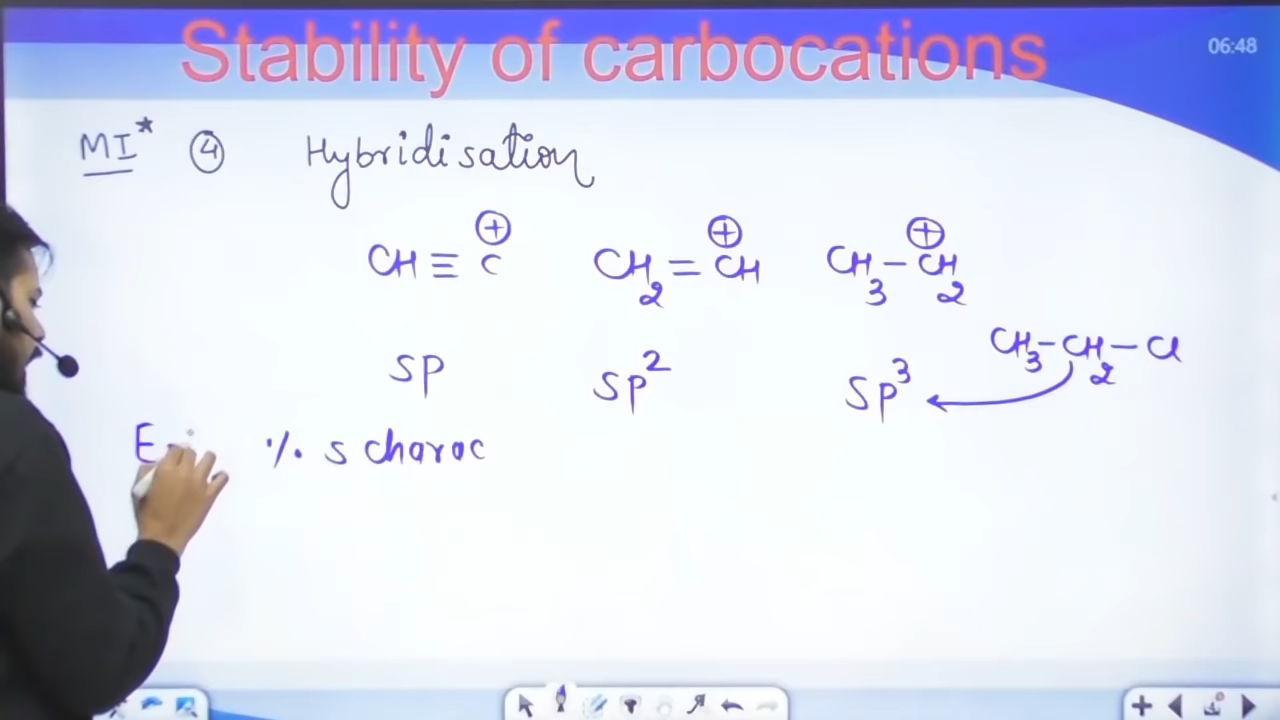 Stability of carbocations
06:48
MI* ④ Hybridisation
CH≡C⊕ CH₂=CH⊕ CH₃-CH₂⊕
CH₃-CH₂-Cl
SP SP² SP³
E % s charac